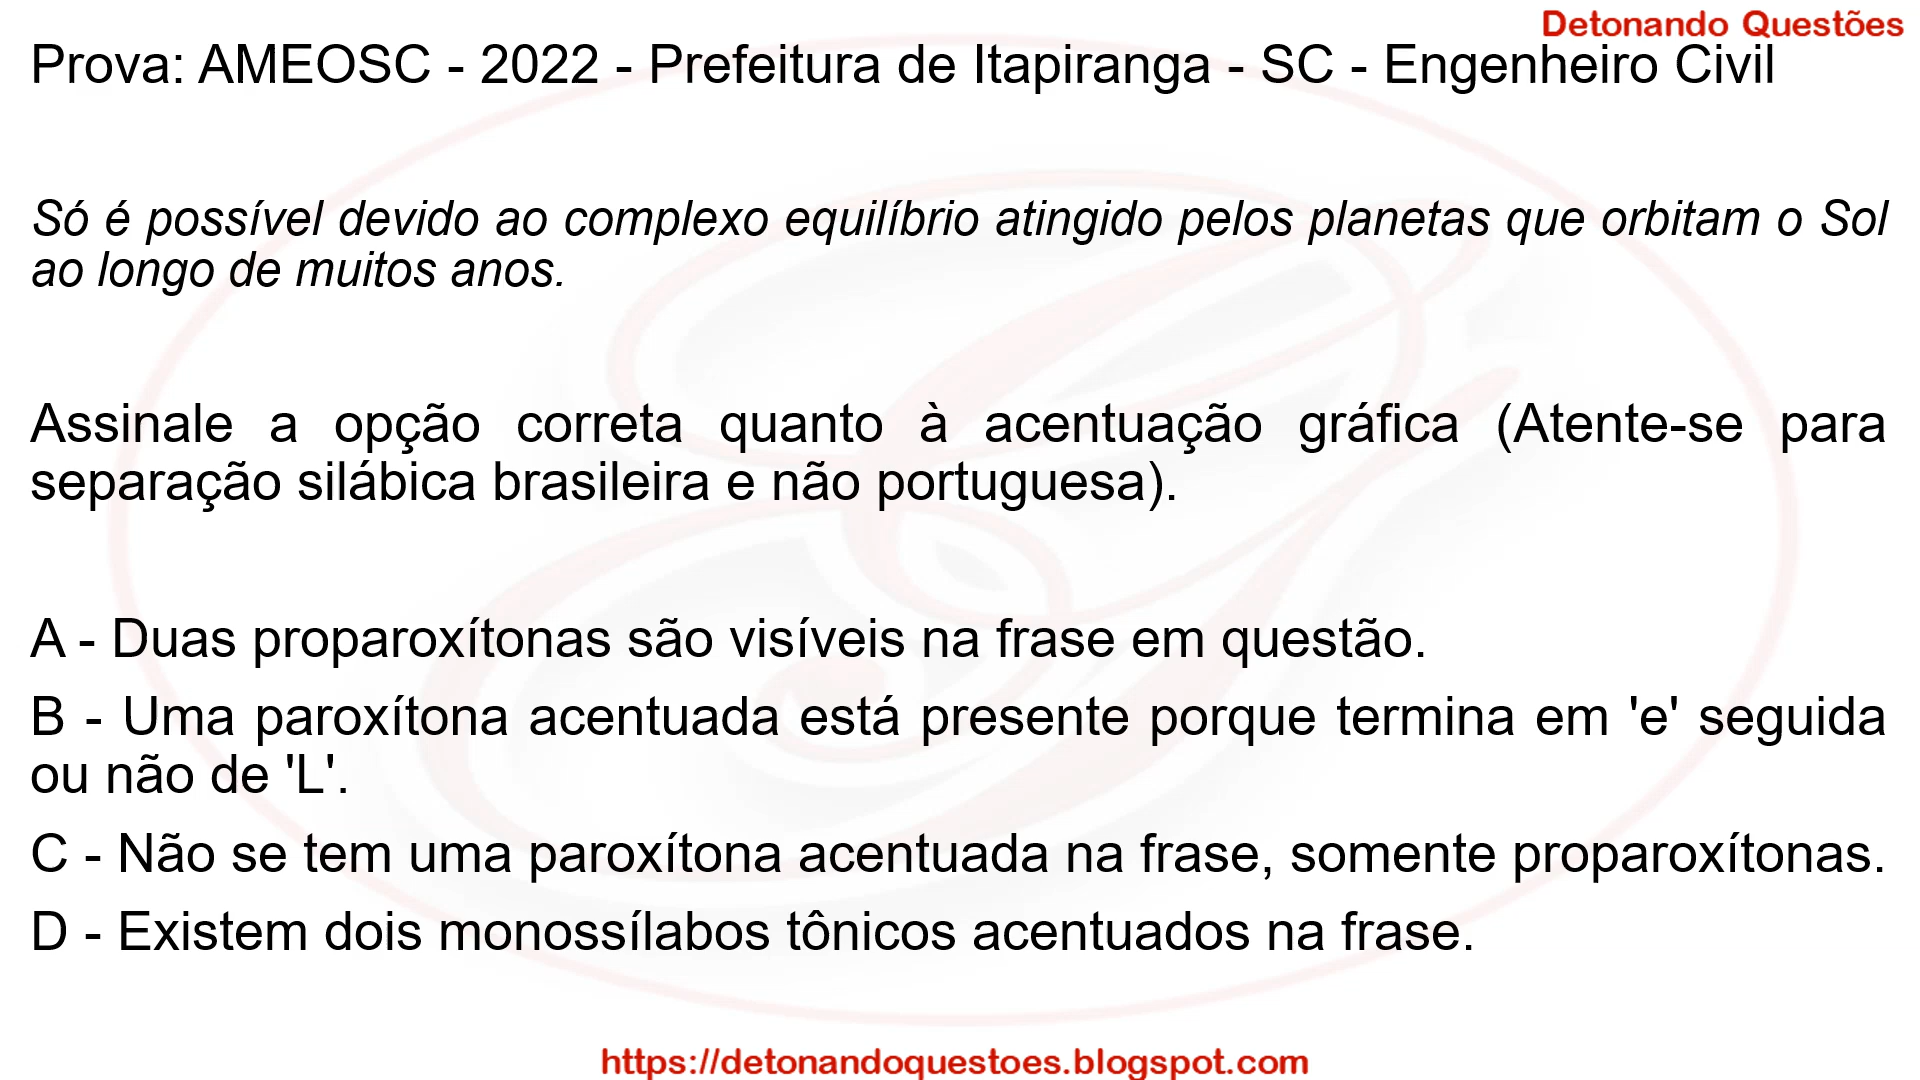 Detonando Questões
Prova: AMEOSC - 2022 - Prefeitura de Itapiranga - SC - Engenheiro Civil
Só é possível devido ao complexo equilíbrio atingido pelos planetas que orbitam o Sol
ao longo de muitos anos.
Assinale a opção correta quanto à acentuação gráfica (Atente-se para
separação silábica brasileira e não portuguesa).
A - Duas proparoxítonas são visíveis na frase em questão.
B - Uma paroxítona acentuada está presente porque termina em 'e' seguida
ou não de 'L'.
C - Não se tem uma paroxítona acentuada na frase, somente proparoxítonas.
D - Existem dois monossílabos tônicos acentuados na frase.
https://detonandoquestoes.blogspot.com